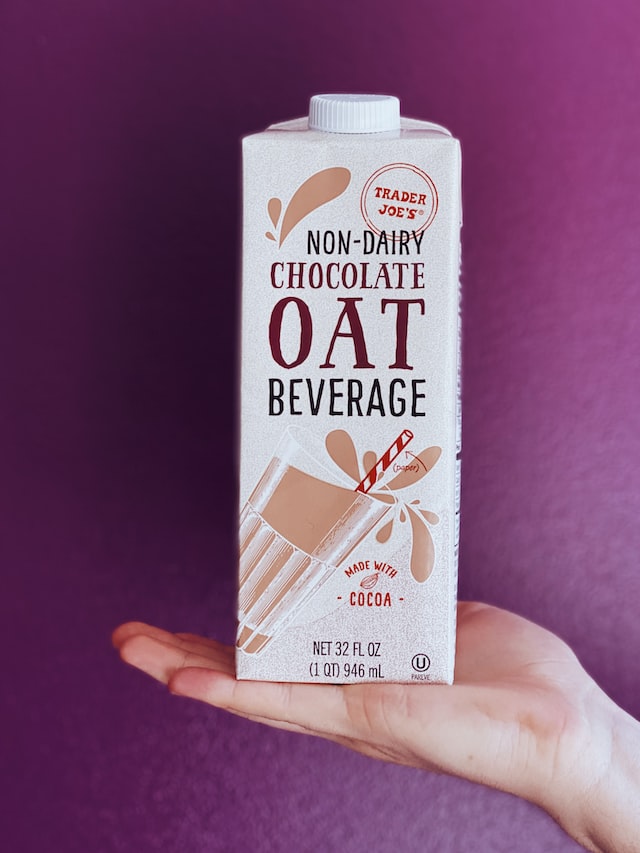 TRADER
JOE'S®
NON-DAIRY
CHOCOLATE
OAT
BEVERAGE
(paper)
MADE WITH
COCOA
NET 32 FL OZ
(1 QT) 946 mL
U
PAREVE